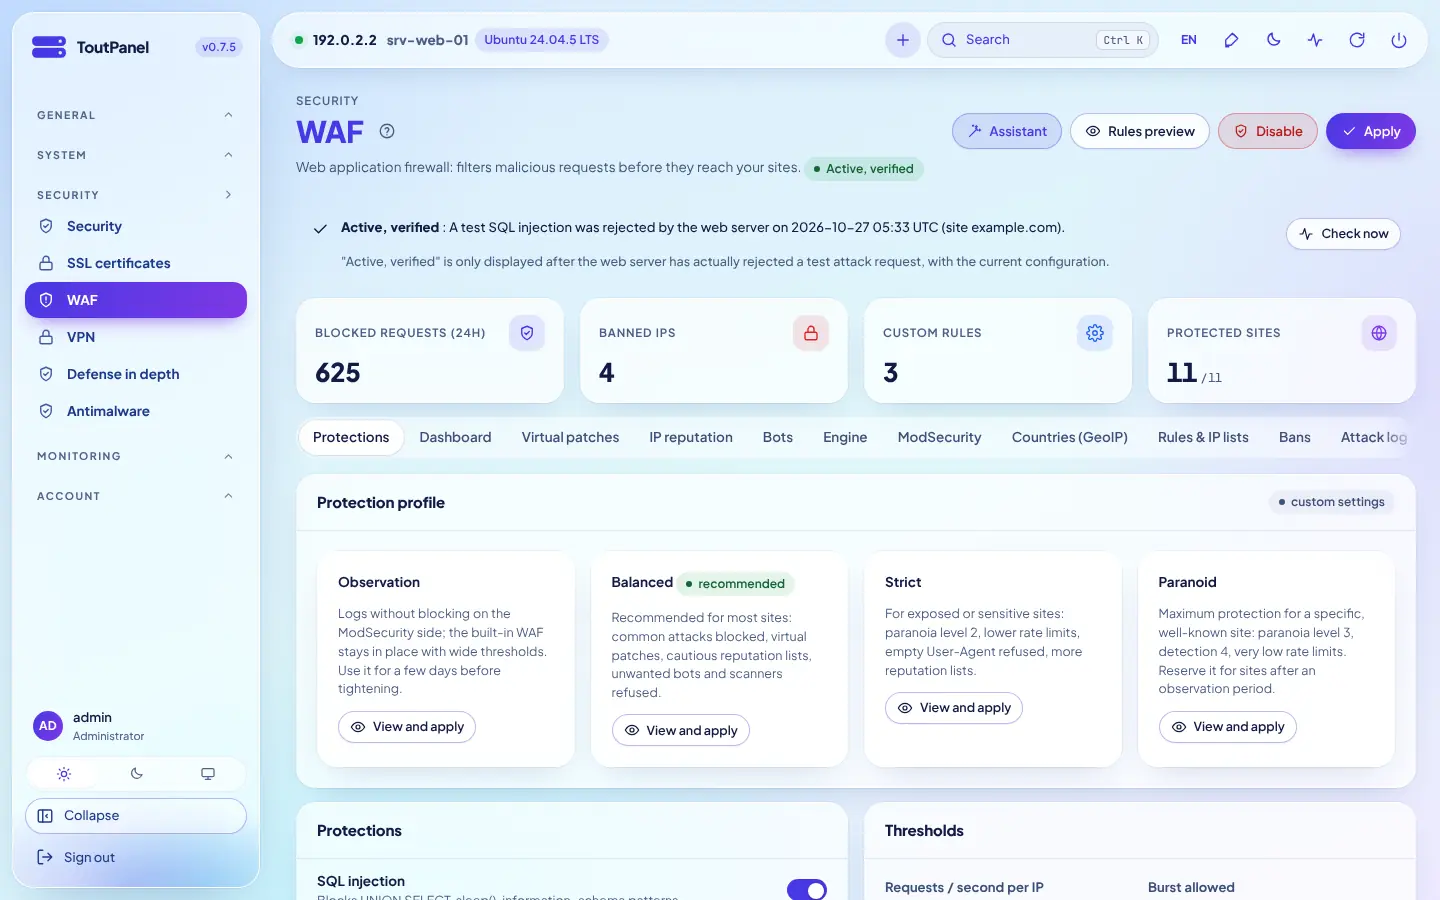 ToutPanel
v0.7.5
GENERAL
SYSTEM
SECURITY
Security
SSL certificates
WAF
VPN
Defense in depth
Antimalware
MONITORING
ACCOUNT
AD
admin
Administrator
Collapse
Sign out
192.0.2.2 srv-web-01 Ubuntu 24.04.5 LTS
Search Ctrl K
EN
SECURITY
WAF
Assistant
Rules preview
Disable
Apply
Web application firewall: filters malicious requests before they reach your sites. Active, verified
Active, verified : A test SQL injection was rejected by the web server on 2026-10-27 05:33 UTC (site example.com).
"Active, verified" is only displayed after the web server has actually rejected a test attack request, with the current configuration.
Check now
BLOCKED REQUESTS (24H)
625
BANNED IPS
4
CUSTOM RULES
3
PROTECTED SITES
11 /11
Protections Dashboard Virtual patches IP reputation Bots Engine ModSecurity Countries (GeoIP) Rules & IP lists Bans Attack log
Protection profile
custom settings
Observation
Logs without blocking on the
ModSecurity side; the built-in WAF
stays in place with wide thresholds.
Use it for a few days before
tightening.
View and apply
Balanced recommended
Recommended for most sites:
common attacks blocked, virtual
patches, cautious reputation lists,
unwanted bots and scanners
refused.
View and apply
Strict
For exposed or sensitive sites:
paranoia level 2, lower rate limits,
empty User-Agent refused, more
reputation lists.
View and apply
Paranoid
Maximum protection for a specific,
well-known site: paranoia level 3,
detection 4, very low rate limits.
Reserve it for sites after an
observation period.
View and apply
Protections
SQL injection
Blocks UNION SELECT, sleep(), information_schema patterns
Thresholds
Requests / second per IP
Burst allowed